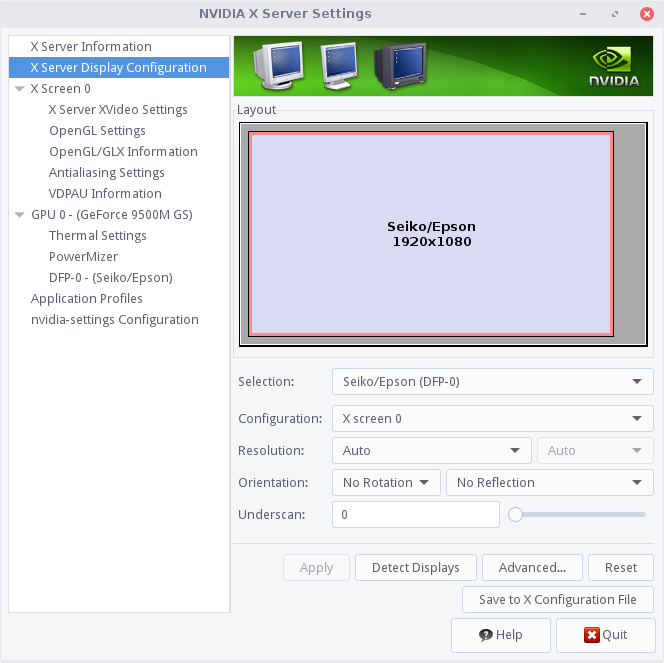 NVIDIA X Server Settings
X Server Information
X Server Display Configuration
X Screen 0
X Server XVideo Settings
OpenGL Settings
OpenGL/GLX Information
Antialiasing Settings
VDPAU Information
GPU 0 - (GeForce 9500M GS)
Thermal Settings
PowerMizer
DFP-0 - (Seiko/Epson)
Application Profiles
nvidia-settings Configuration
NVIDIA
Layout
Seiko/Epson
1920x1080
Selection: Seiko/Epson (DFP-0)
Configuration: X screen 0
Resolution: Auto Auto
Orientation: No Rotation No Reflection
Underscan: 0
Apply Detect Displays Advanced... Reset
Save to X Configuration File
Help Quit